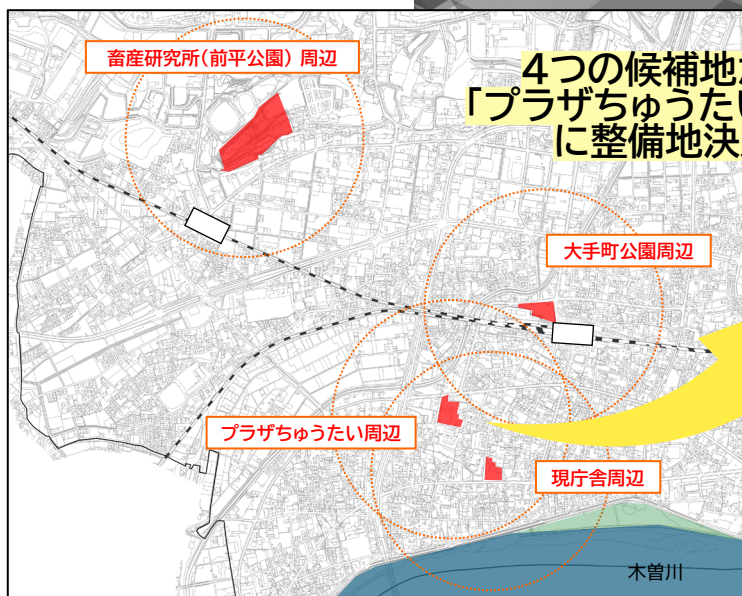 畜産研究所(前平公園) 周辺
4つの候補地か
「プラザちゅうたい
に整備地決
大手町公園周辺
プラザちゅうたい周辺
現庁舎周辺
木曽川